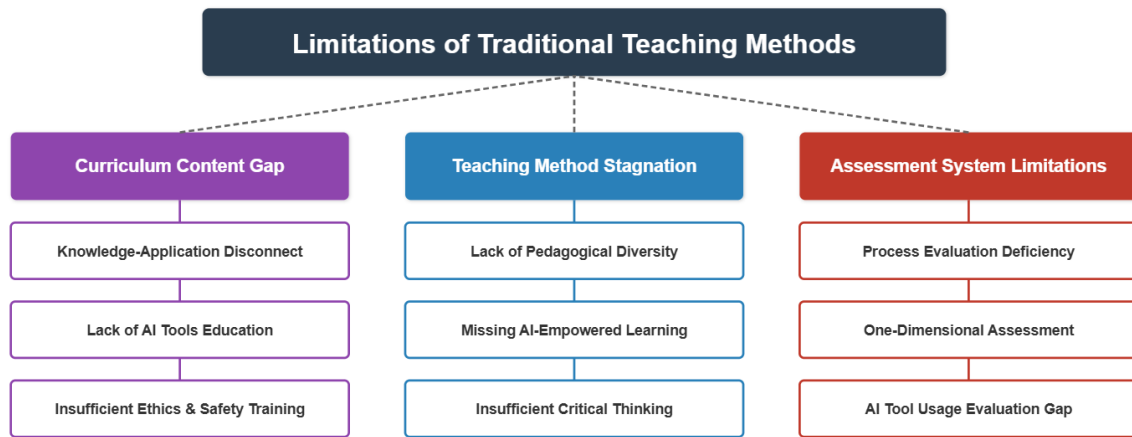 Limitations of Traditional Teaching Methods
Curriculum Content Gap
Knowledge-Application Disconnect
Lack of AI Tools Education
Insufficient Ethics & Safety Training
Teaching Method Stagnation
Lack of Pedagogical Diversity
Missing AI-Empowered Learning
Insufficient Critical Thinking
Assessment System Limitations
Process Evaluation Deficiency
One-Dimensional Assessment
AI Tool Usage Evaluation Gap